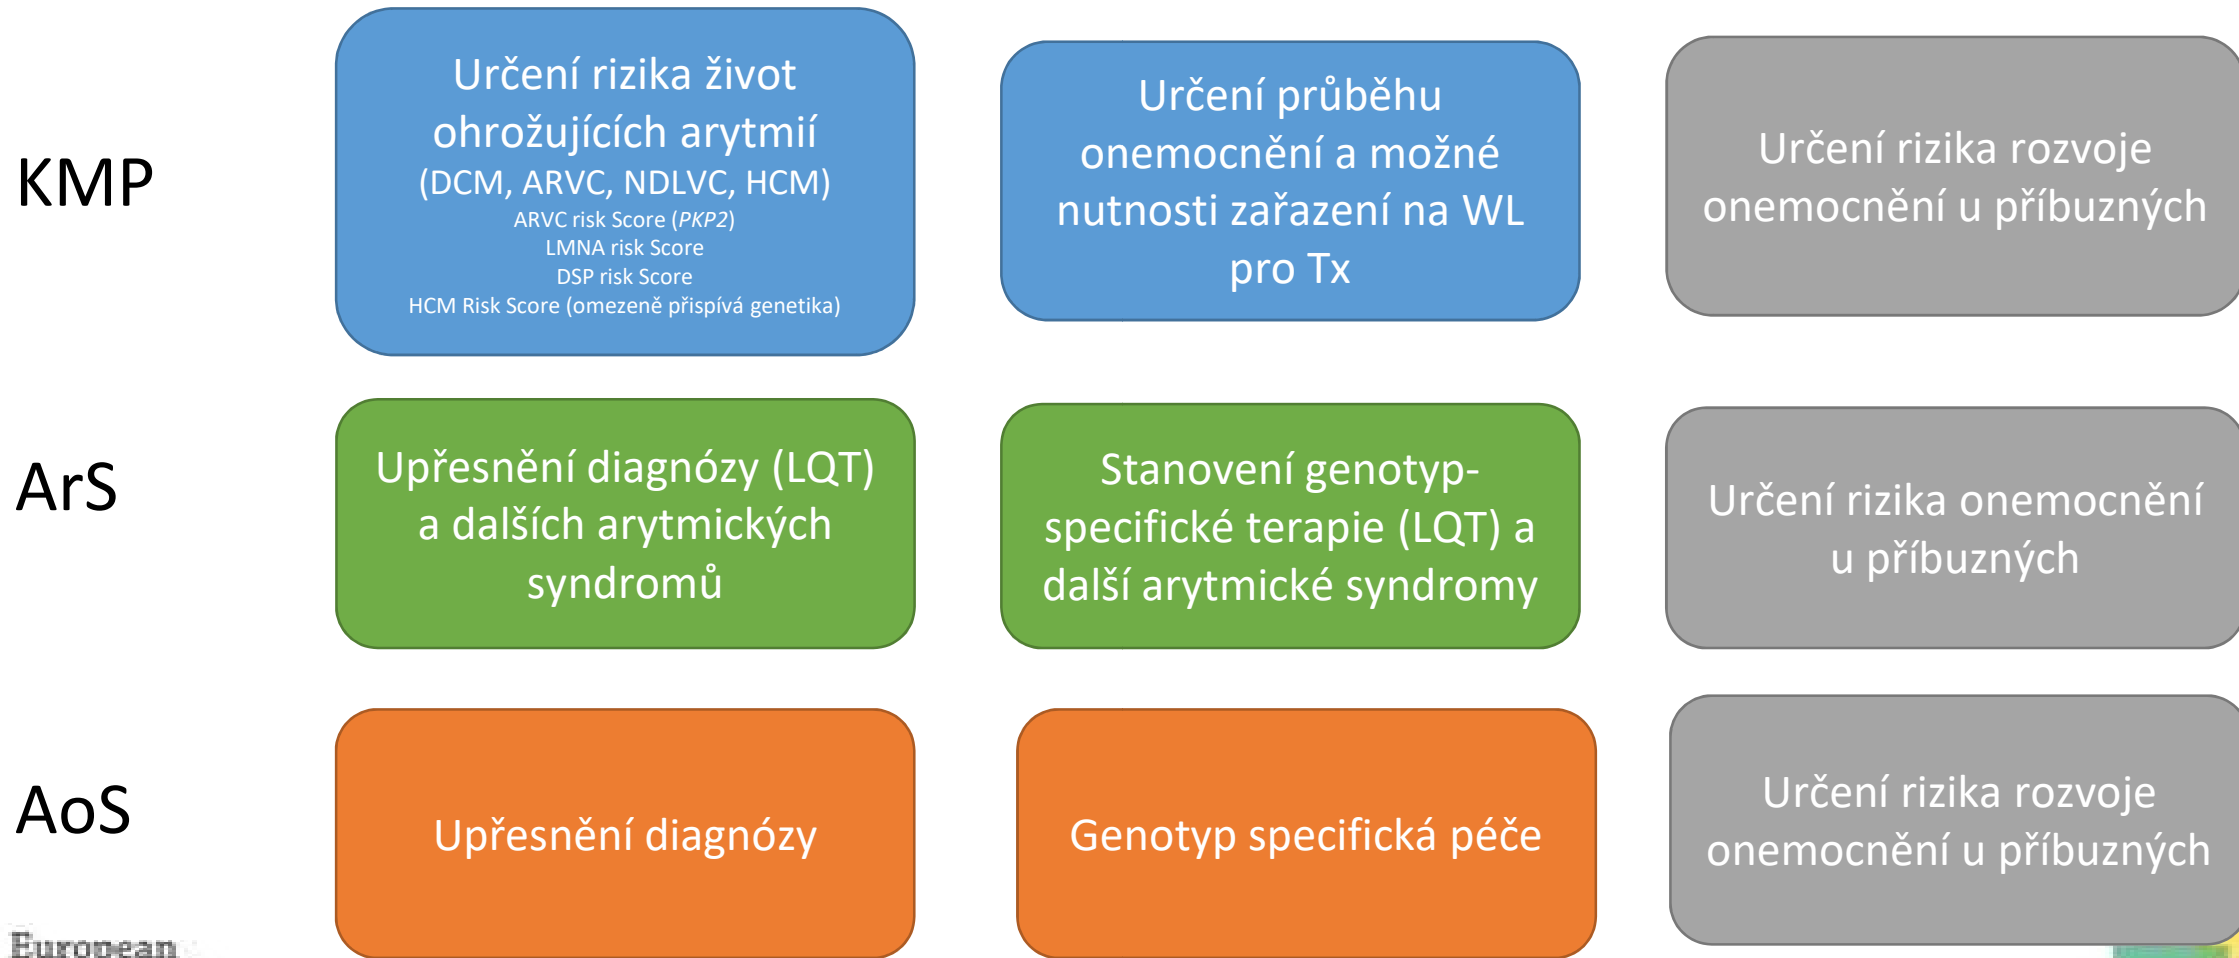 KMP
Určení rizika život
ohrožujících arytmií
(DCM, ARVC, NDLVC, HCM)
ARVC risk Score (PKP2)
LMNA risk Score
DSP risk Score
HCM Risk Score (omezeně přispívá genetika)
Určení průběhu
onemocnění a možné
nutnosti zařazení na WL
pro Tx
Určení rizika rozvoje
onemocnění u příbuzných
ArS
Upřesnění diagnózy (LQT)
a dalších arytmických
syndromů
Stanovení genotyp-
specifické terapie (LQT) a
další arytmické syndromy
Určení rizika onemocnění
u příbuzných
AoS
Upřesnění diagnózy
Genotyp specifická péče
Určení rizika rozvoje
onemocnění u příbuzných
European